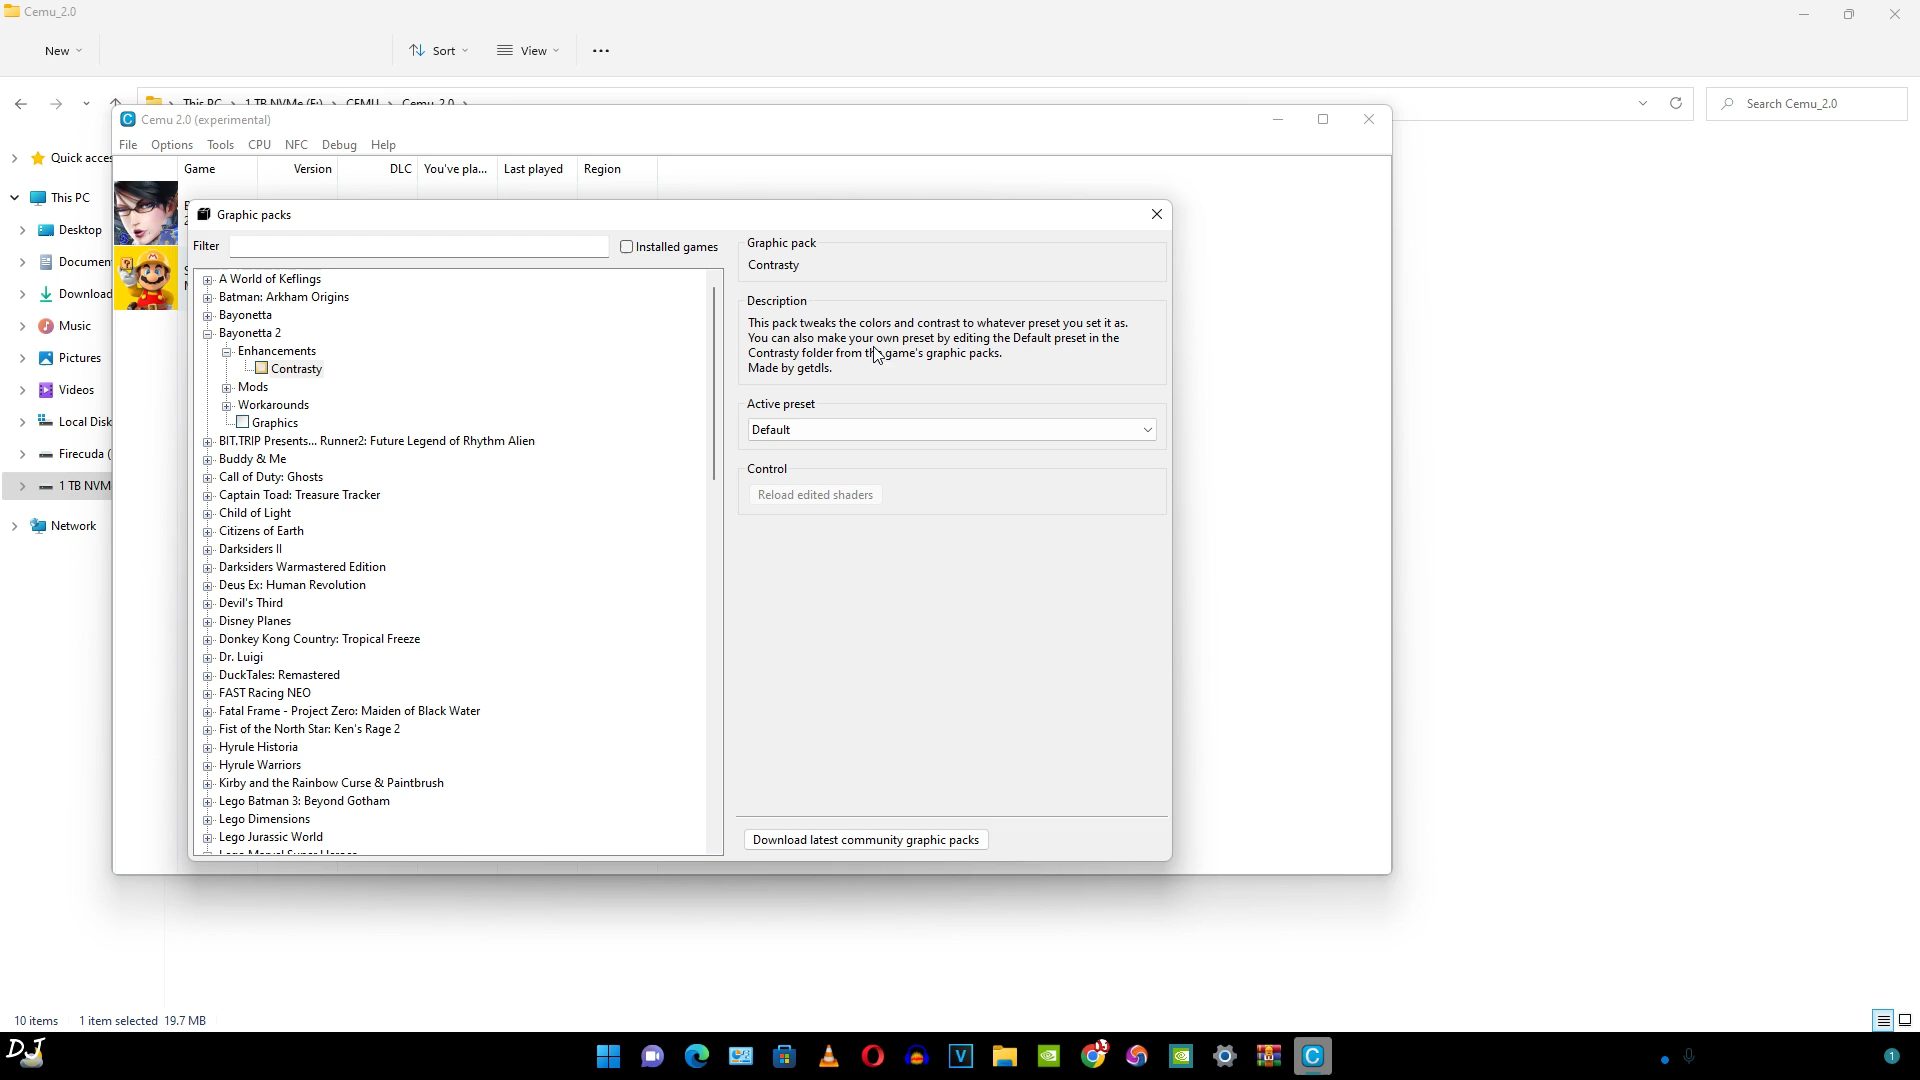 Cemu_2.0
New
Sort
View
This PC > 1 TB NVMe (F:) > CEMU > Cemu_2.0 >
Search Cemu_2.0
Cemu 2.0 (experimental)
File Options Tools CPU NFC Debug Help
Game Version DLC You've pla... Last played Region
Quick acces
This PC
Desktop
Documen
Download
Music
Pictures
Videos
Local Disk
Firecuda (
1 TB NVM
Network
Graphic packs
Filter
Installed games
A World of Keflings
Batman: Arkham Origins
Bayonetta
Bayonetta 2
Enhancements
Contrasty
Mods
Workarounds
Graphics
BIT.TRIP Presents... Runner2: Future Legend of Rhythm Alien
Buddy & Me
Call of Duty: Ghosts
Captain Toad: Treasure Tracker
Child of Light
Citizens of Earth
Darksiders II
Darksiders Warmastered Edition
Deus Ex: Human Revolution
Devil's Third
Disney Planes
Donkey Kong Country: Tropical Freeze
Dr. Luigi
DuckTales: Remastered
FAST Racing NEO
Fatal Frame - Project Zero: Maiden of Black Water
Fist of the North Star: Ken's Rage 2
Hyrule Historia
Hyrule Warriors
Kirby and the Rainbow Curse & Paintbrush
Lego Batman 3: Beyond Gotham
Lego Dimensions
Lego Jurassic World
Graphic pack
Contrasty
Description
This pack tweaks the colors and contrast to whatever preset you set it as.
You can also make your own preset by editing the Default preset in the
Contrasty folder from the game's graphic packs.
Made by getdls.
Active preset
Default
Control
Reload edited shaders
Download latest community graphic packs
10 items 1 item selected 19.7 MB
DJ
3
1